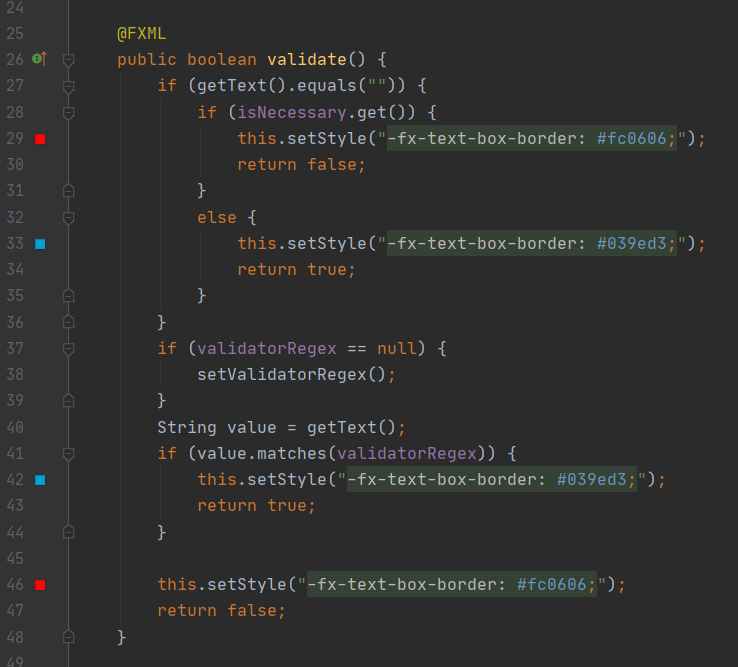 24
25 @FXML
26 public boolean validate() {
27 if (getText().equals("")) {
28 if (isNecessary.get()) {
29 this.setStyle("-fx-text-box-border: #fc0606;");
30 return false;
31 }
32 else {
33 this.setStyle("-fx-text-box-border: #039ed3;");
34 return true;
35 }
36 }
37 if (validatorRegex == null) {
38 setValidatorRegex();
39 }
40 String value = getText();
41 if (value.matches(validatorRegex)) {
42 this.setStyle("-fx-text-box-border: #039ed3;");
43 return true;
44 }
45
46 this.setStyle("-fx-text-box-border: #fc0606;");
47 return false;
48 }
49